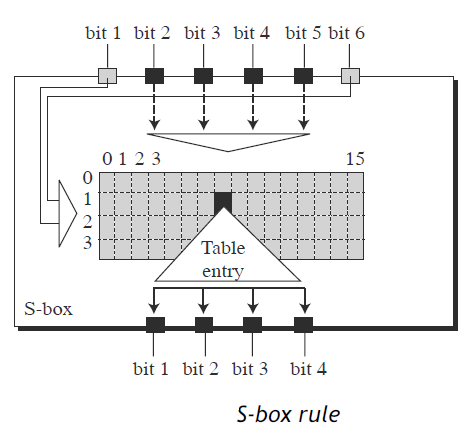 bit 1 bit 2 bit 3 bit 4 bit 5 bit 6
0 1 2 3 15
0
1
2
3
Table
entry
S-box
bit 1 bit 2 bit 3 bit 4
S-box rule